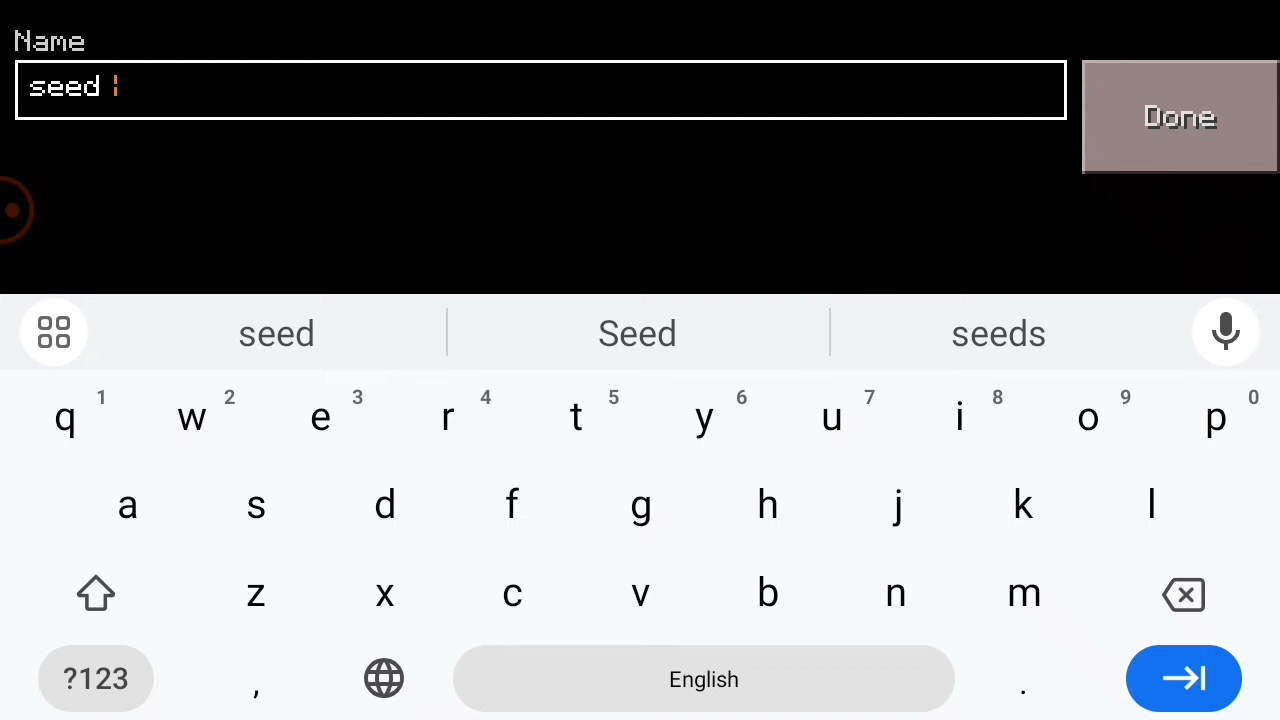 Name
seed
Done
seed Seed seeds
q 1 w 2 e 3 r 4 t 5 y 6 u 7 i 8 o 9 p 0
a s d f g h j k l
z x c v b n m
?123 , English .